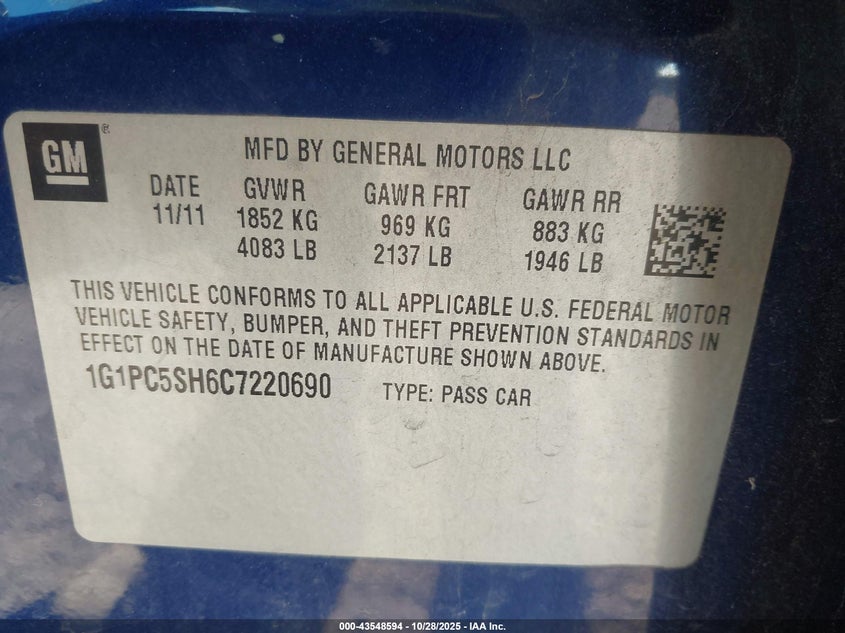 GM
MFD BY GENERAL MOTORS LLC
DATE GVWR GAWR FRT GAWR RR
11/11 1852 KG 969 KG 883 KG
4083 LB 2137 LB 1946 LB
THIS VEHICLE CONFORMS TO ALL APPLICABLE U.S. FEDERAL MOTOR
VEHICLE SAFETY, BUMPER, AND THEFT PREVENTION STANDARDS IN
EFFECT ON THE DATE OF MANUFACTURE SHOWN ABOVE.
1G1PC5SH6C7220690 TYPE: PASS CAR
000-43548594 - 10/28/2025 - IAA Inc.